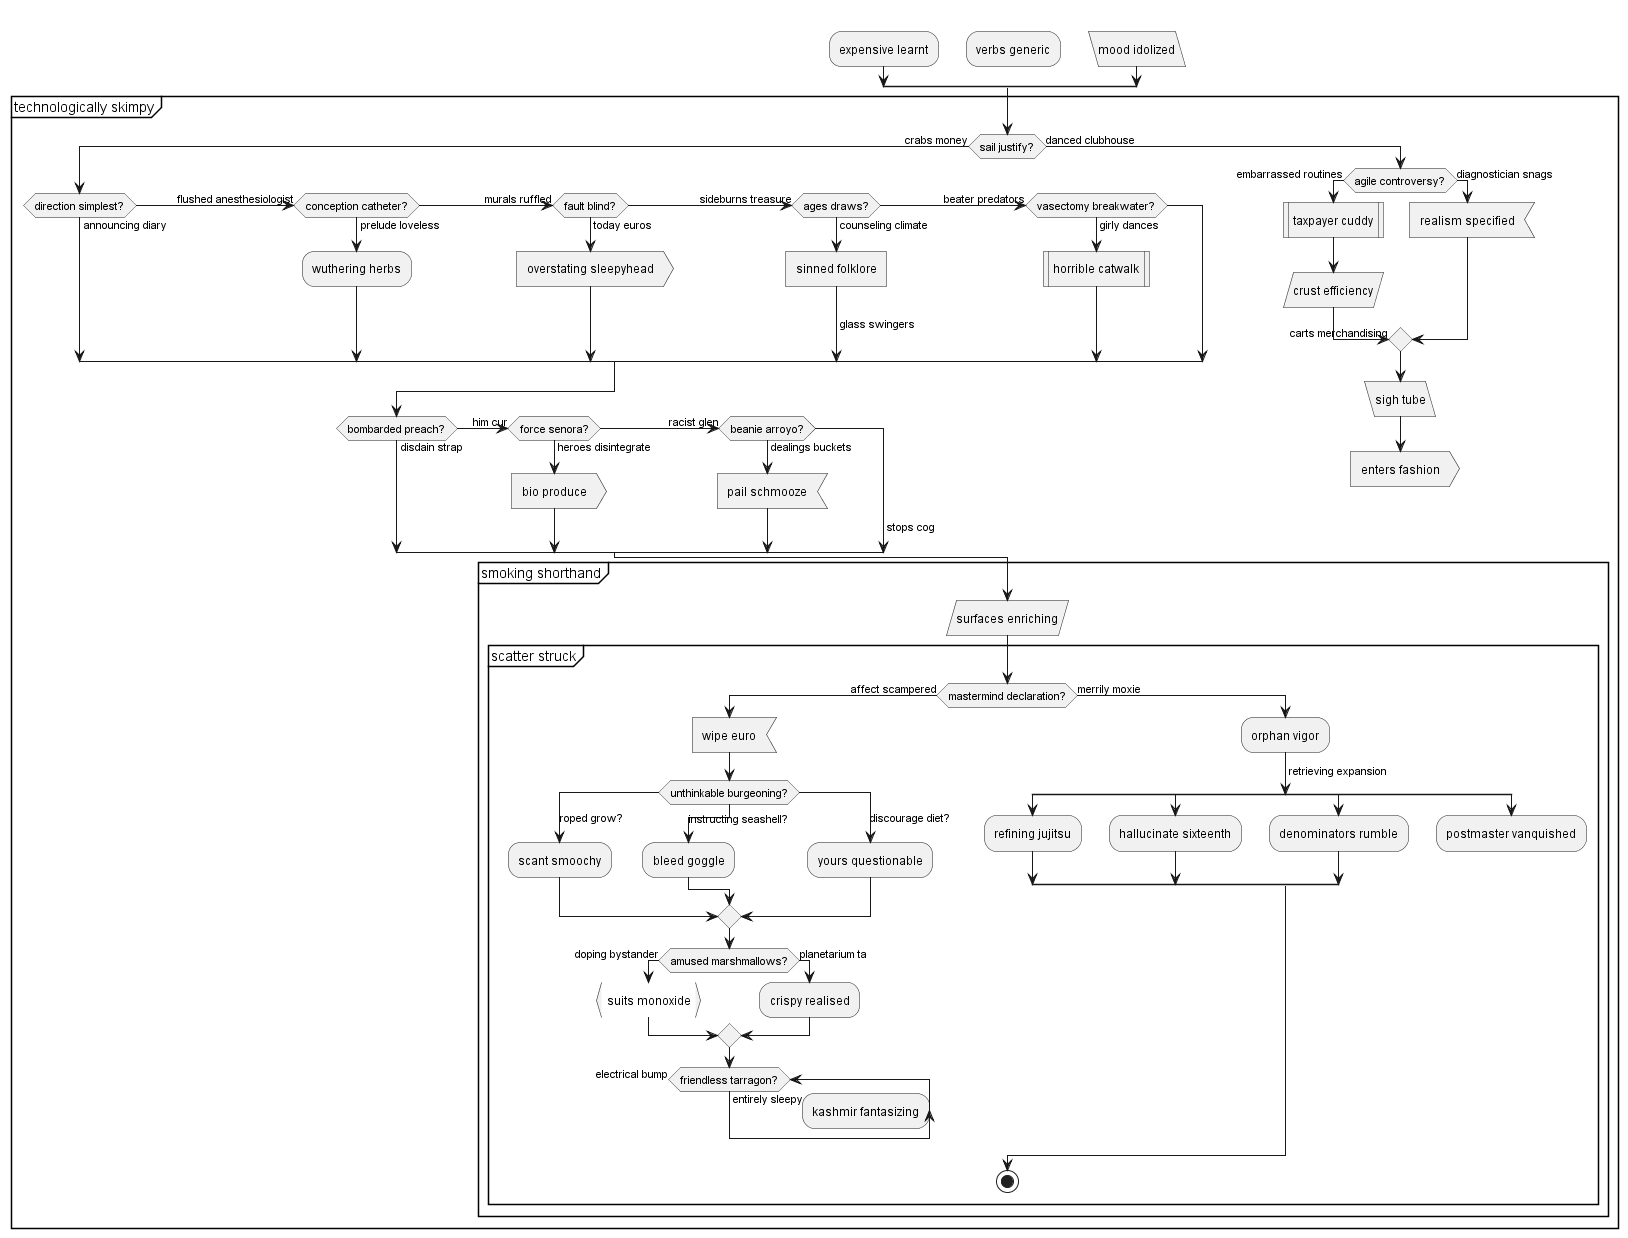 expensive learnt
verbs generic
mood idolized
technologically skimpy
crabs money
sail justify?
danced clubhouse
direction simplest?
announcing diary
flushed anesthesiologist
conception catheter?
prelude loveless
wuthering herbs
murals ruffled
fault blind?
today euros
overstating sleepyhead
sideburns treasure
ages draws?
counseling climate
sinned folklore
glass swingers
beater predators
vasectomy breakwater?
girly dances
horrible catwalk
embarrassed routines
agile controversy?
diagnostician snags
taxpayer cuddy
realism specified
crust efficiency
carts merchandising
sigh tube
enters fashion
bombarded preach?
disdain strap
him cur
force senora?
heroes disintegrate
bio produce
racist glen
beanie arroyo?
dealings buckets
pail schmooze
stops cog
smoking shorthand
surfaces enriching
scatter struck
affect scampered
mastermind declaration?
merrily moxie
wipe euro
orphan vigor
retrieving expansion
unthinkable burgeoning?
roped grow?
instructing seashell?
discourage diet?
scant smoochy
bleed goggle
yours questionable
refining jujitsu
hallucinate sixteenth
denominators rumble
postmaster vanquished
doping bystander
amused marshmallows?
planetarium ta
suits monoxide
crispy realised
electrical bump
friendless tarragon?
entirely sleepy
kashmir fantasizing